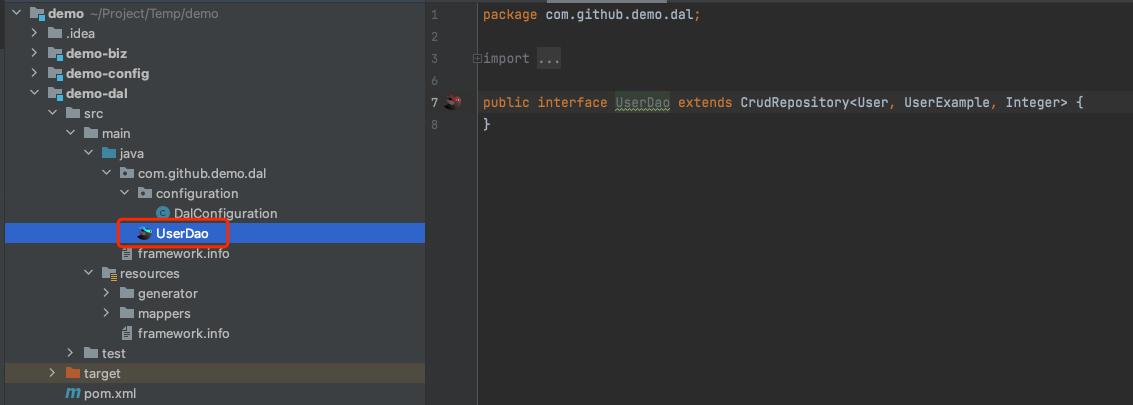 demo ~/Project/Temp/demo
.idea
demo-biz
demo-config
demo-dal
src
main
java
com.github.demo.dal
configuration
DalConfiguration
UserDao
framework.info
resources
generator
mappers
framework.info
test
target
pom.xml
1 package com.github.demo.dal;
2
3 import ...
6
7 public interface UserDao extends CrudRepository<User, UserExample, Integer> {
8 }